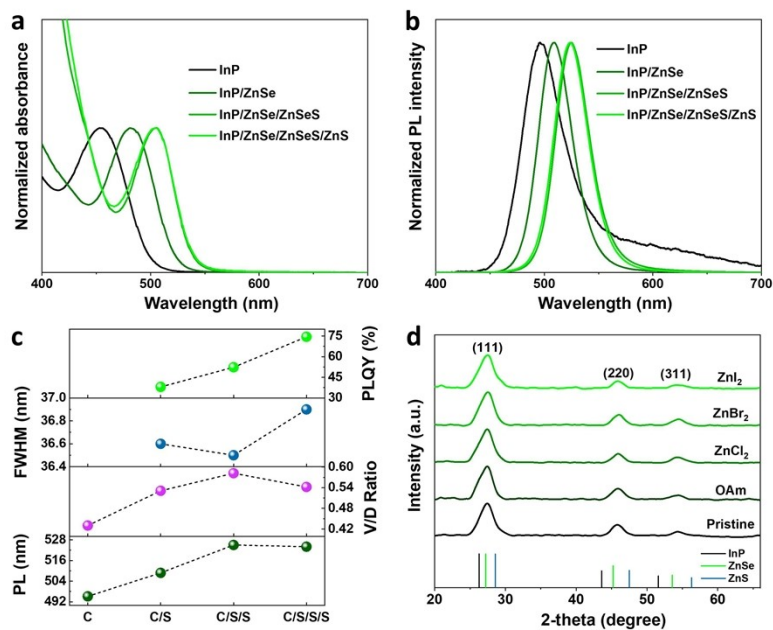 a
Normalized absorbance
InP
InP/ZnSe
InP/ZnSe/ZnSeS
InP/ZnSe/ZnSeS/ZnS
400
500
600
700
Wavelength (nm)
b
Normalized PL intensity
InP
InP/ZnSe
InP/ZnSe/ZnSeS
InP/ZnSe/ZnSeS/ZnS
400
500
600
700
Wavelength (nm)
c
PLQY (%)
75
60
45
30
FWHM (nm)
37.0
36.8
36.6
36.4
V/D Ratio
0.60
0.54
0.48
0.42
PL (nm)
528
516
504
492
C
C/S
C/S/S
C/S/S/S
d
Intensity (a.u.)
(111)
(220)
(311)
ZnI₂
ZnBr₂
ZnCl₂
OAm
Pristine
InP
ZnSe
ZnS
20
30
40
50
60
2-theta (degree)